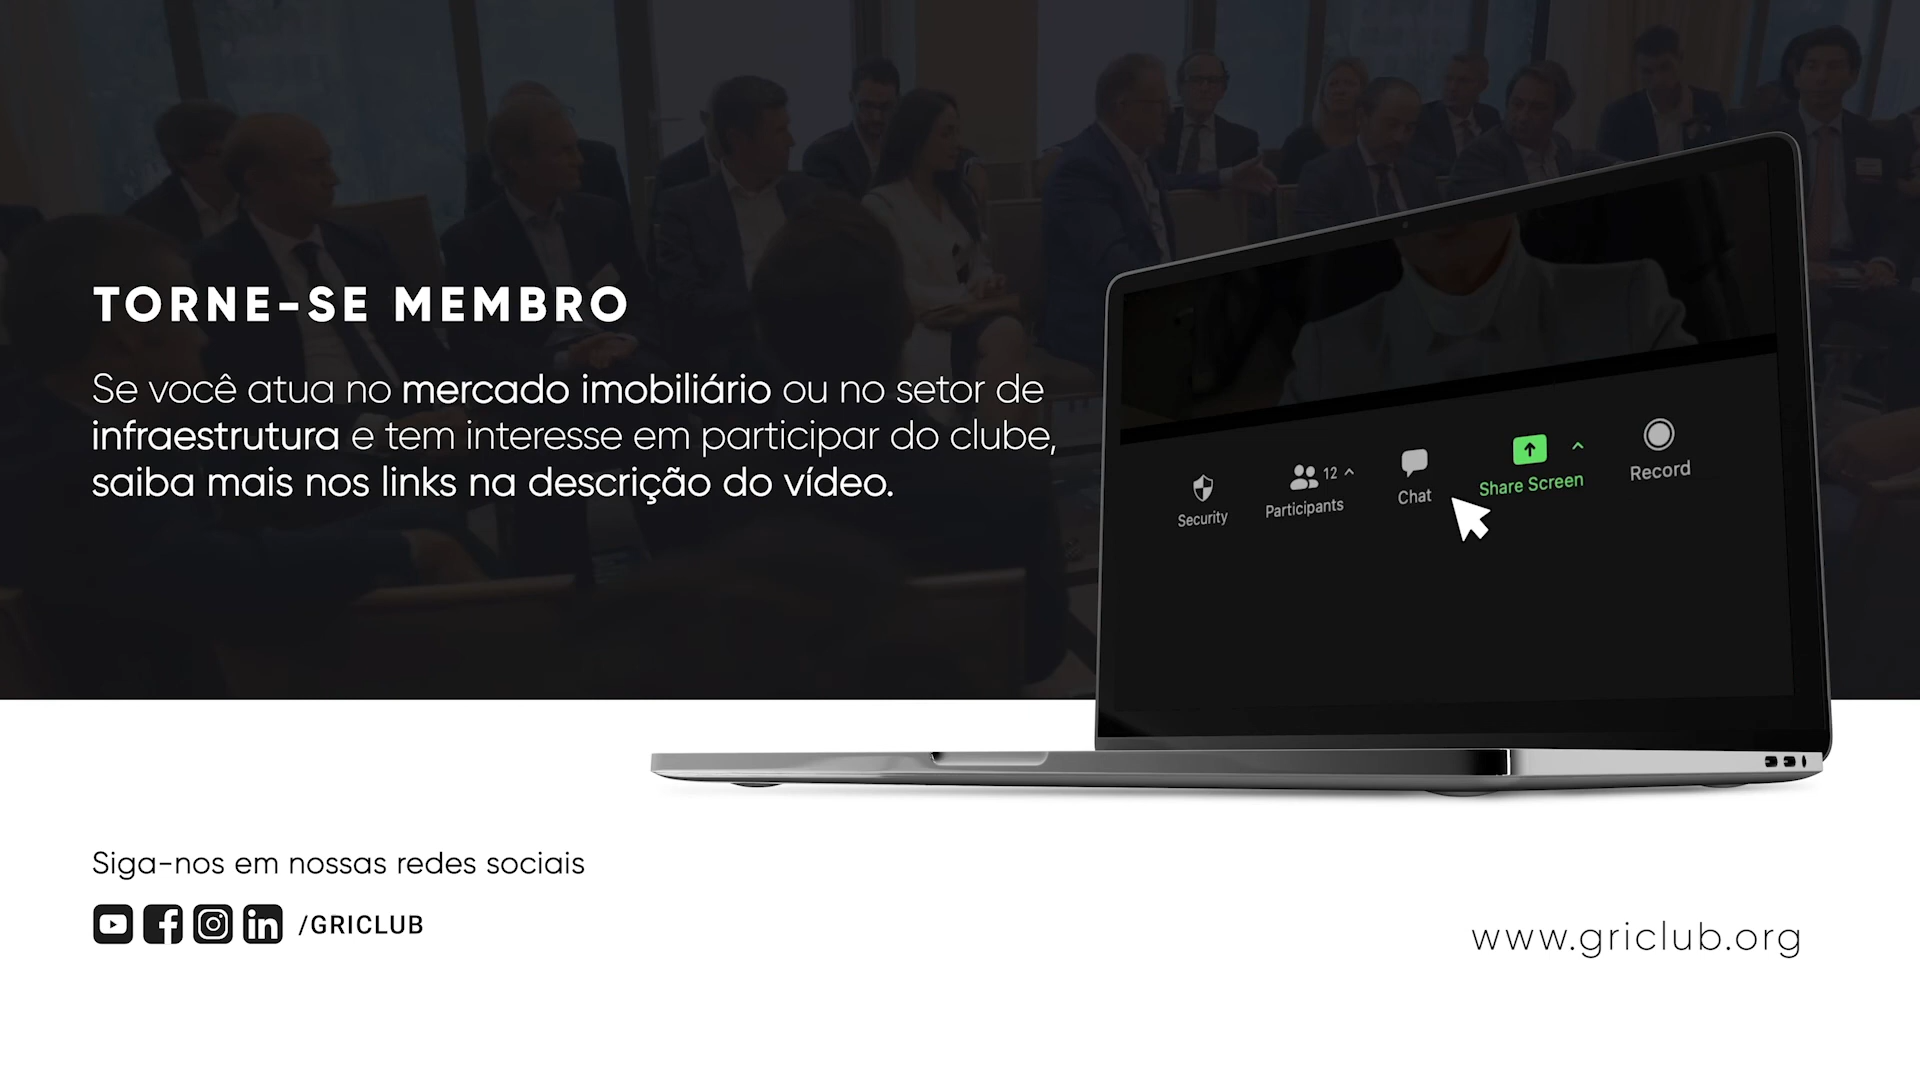 TORNE-SE MEMBRO
Se você atua no mercado imobiliário ou no setor de
infraestrutura e tem interesse em participar do clube,
saiba mais nos links na descrição do vídeo.
Security
Participants
12
Chat
Share Screen
Record
Siga-nos em nossas redes sociais
/GRICLUB
www.griclub.org